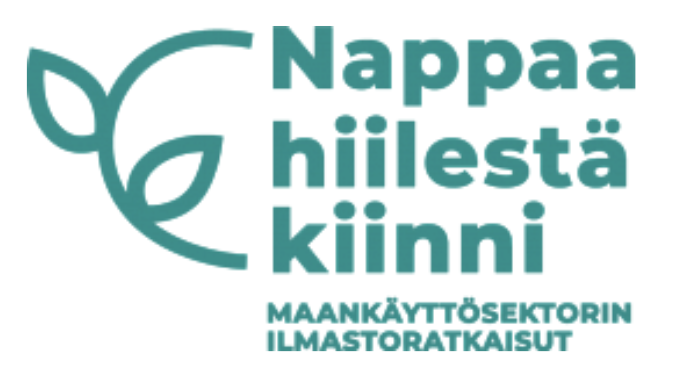 Nappaa
hiilestä
kiinni
MAANKÄYTTÖSEKTORIN
ILMASTORATKAISUT